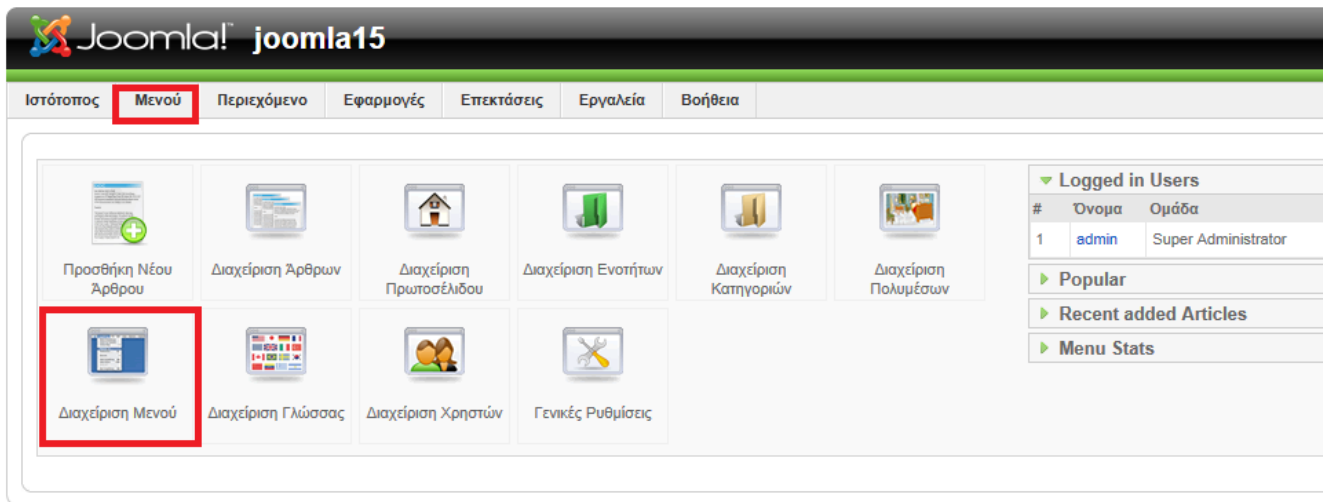 Joomla!™ joomla15
Ιστότοπος Μενού Περιεχόμενο Εφαρμογές Επεκτάσεις Εργαλεία Βοήθεια
Προσθήκη Νέου
Άρθρου
Διαχείριση Άρθρων
Διαχείριση
Πρωτοσέλιδου
Διαχείριση Ενοτήτων
Διαχείριση
Κατηγοριών
Διαχείριση
Πολυμέσων
Διαχείριση Μενού
Διαχείριση Γλώσσας
Διαχείριση Χρηστών
Γενικές Ρυθμίσεις
Logged in Users
# Όνομα Ομάδα
1 admin Super Administrator
Popular
Recent added Articles
Menu Stats